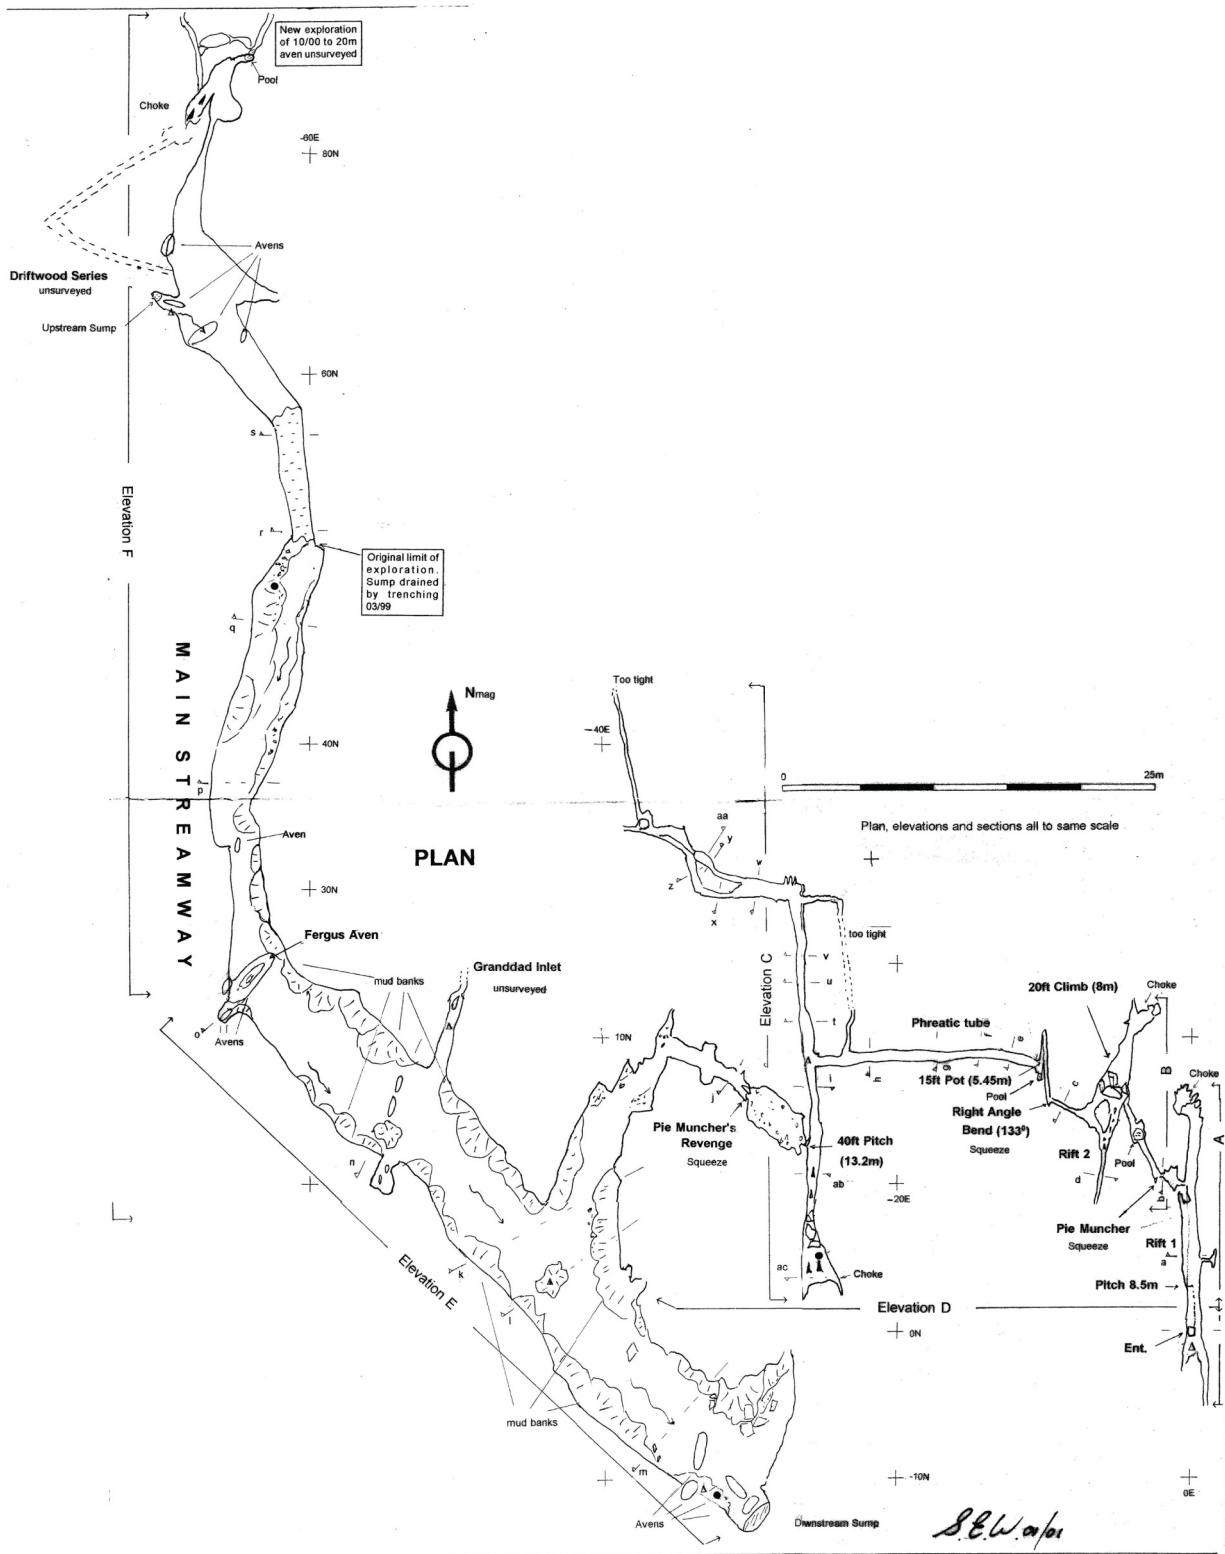 New exploration
of 10/00 to 20m
aven unsurveyed
Pool
Choke
-60E
80N
Avens
Driftwood Series
unsurveyed
Upstream Sump
60N
s
Elevation F
r
Original limit of
exploration.
Sump drained
by trenching
03/99
q
MAIN STREAMWAY
Nmag
Too tight
-40E
40N
p
0
25m
Plan, elevations and sections all to same scale
aa
y
w
z
x
Aven
PLAN
30N
Fergus Aven
mud banks
Granddad Inlet
unsurveyed
too tight
Elevation C
v
u
t
20ft Climb (8m)
Choke
Phreatic tube
o
Avens
10N
f
e
g
h
i
j
15ft Pot (5.45m)
Pool
Right Angle
Bend (133º)
Squeeze
c
B
Choke
A
Pie Muncher's
Revenge
Squeeze
40ft Pitch
(13.2m)
Rift 2
Pool
n
ab
-20E
d
b
Pie Muncher
Squeeze
Rift 1
a
Elevation E
k
l
ac
Choke
Pitch 8.5m
Elevation D
0N
Ent.
mud banks
m
-10N
0E
Avens
Diwnstream Sump
S.E.W. 01/01